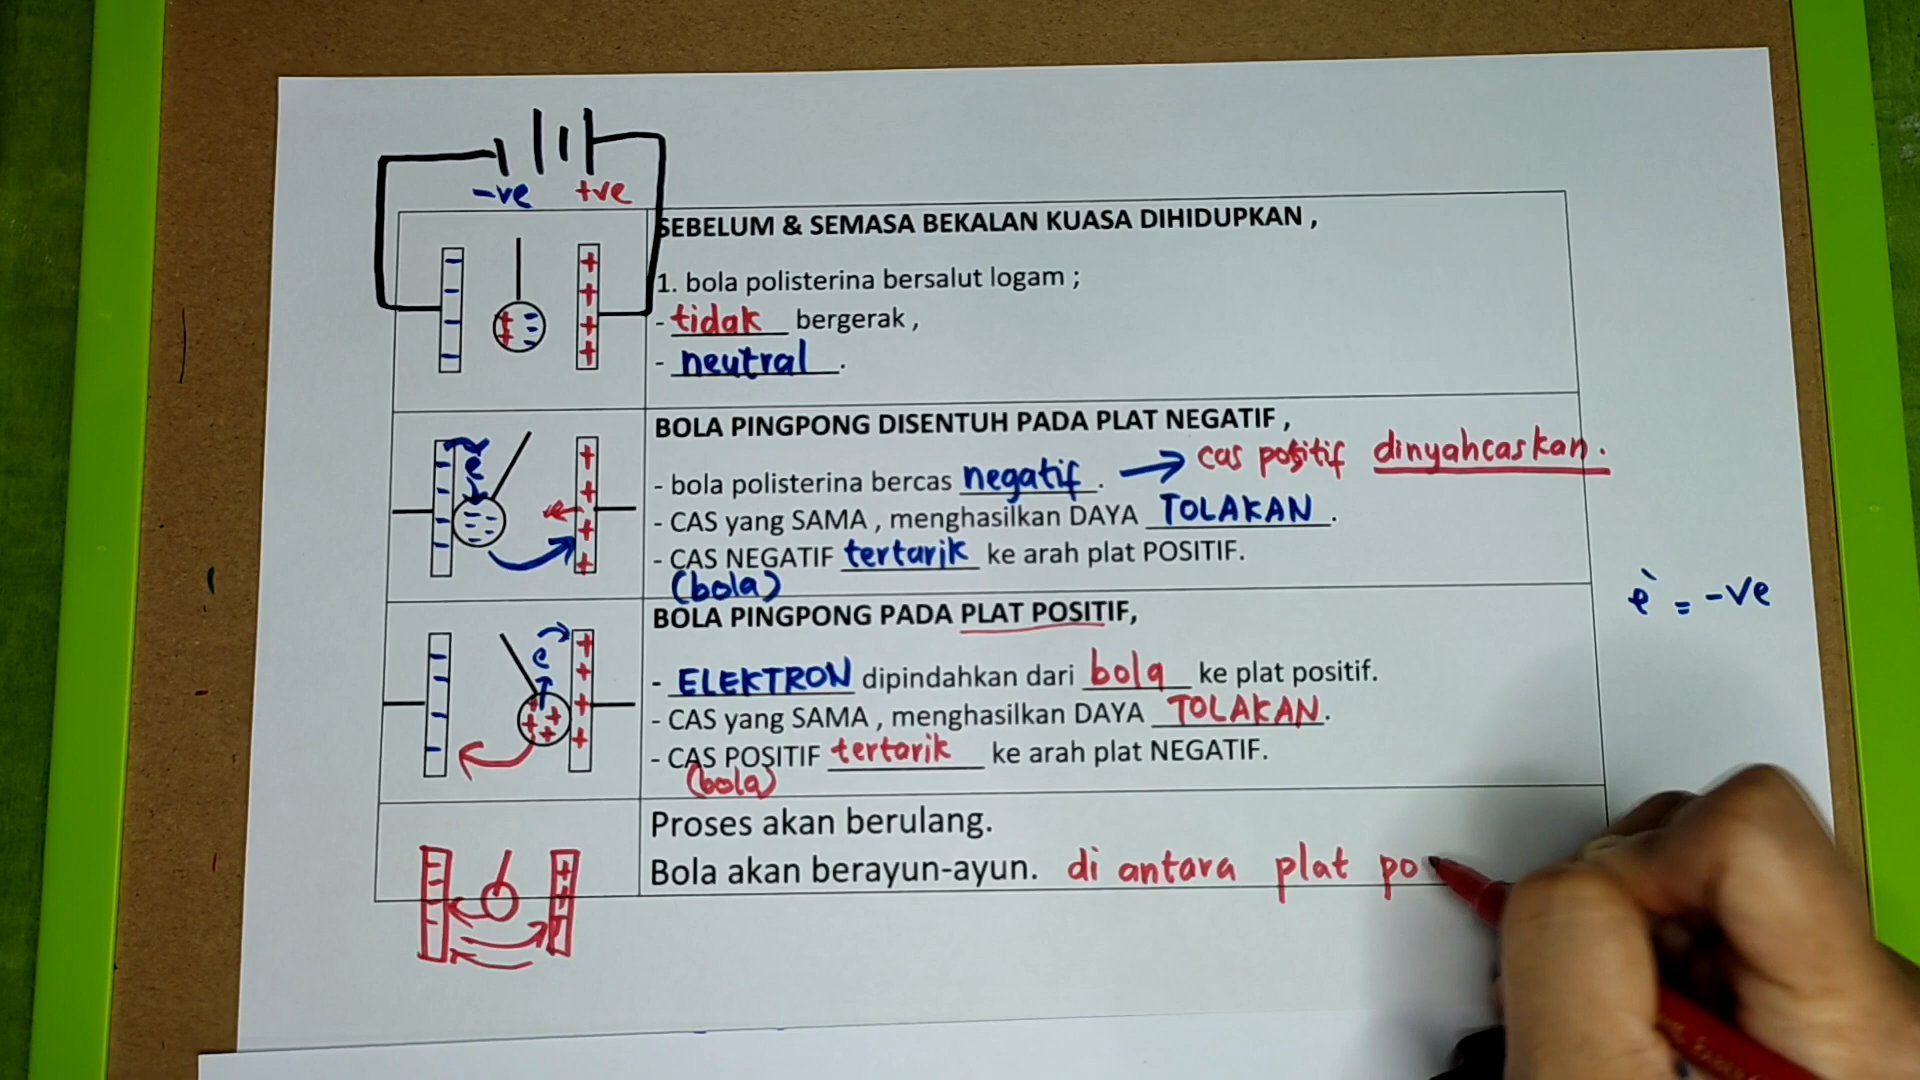 -ve +ve
SEBELUM & SEMASA BEKALAN KUASA DIHIDUPKAN ,
1. bola polisterina bersalut logam ;
- tidak bergerak ,
- neutral .
BOLA PINGPONG DISENTUH PADA PLAT NEGATIF ,
- bola polisterina bercas negatif . → cas positif dinyahcaskan .
- CAS yang SAMA , menghasilkan DAYA TOLAKAN .
- CAS NEGATIF tertarik ke arah plat POSITIF.
(bola)
e = -ve
BOLA PINGPONG PADA PLAT POSITIF,
- ELEKTRON dipindahkan dari bola ke plat positif.
- CAS yang SAMA , menghasilkan DAYA TOLAKAN .
- CAS POSITIF tertarik ke arah plat NEGATIF.
(bola)
Proses akan berulang.
Bola akan berayun-ayun. di antara plat po